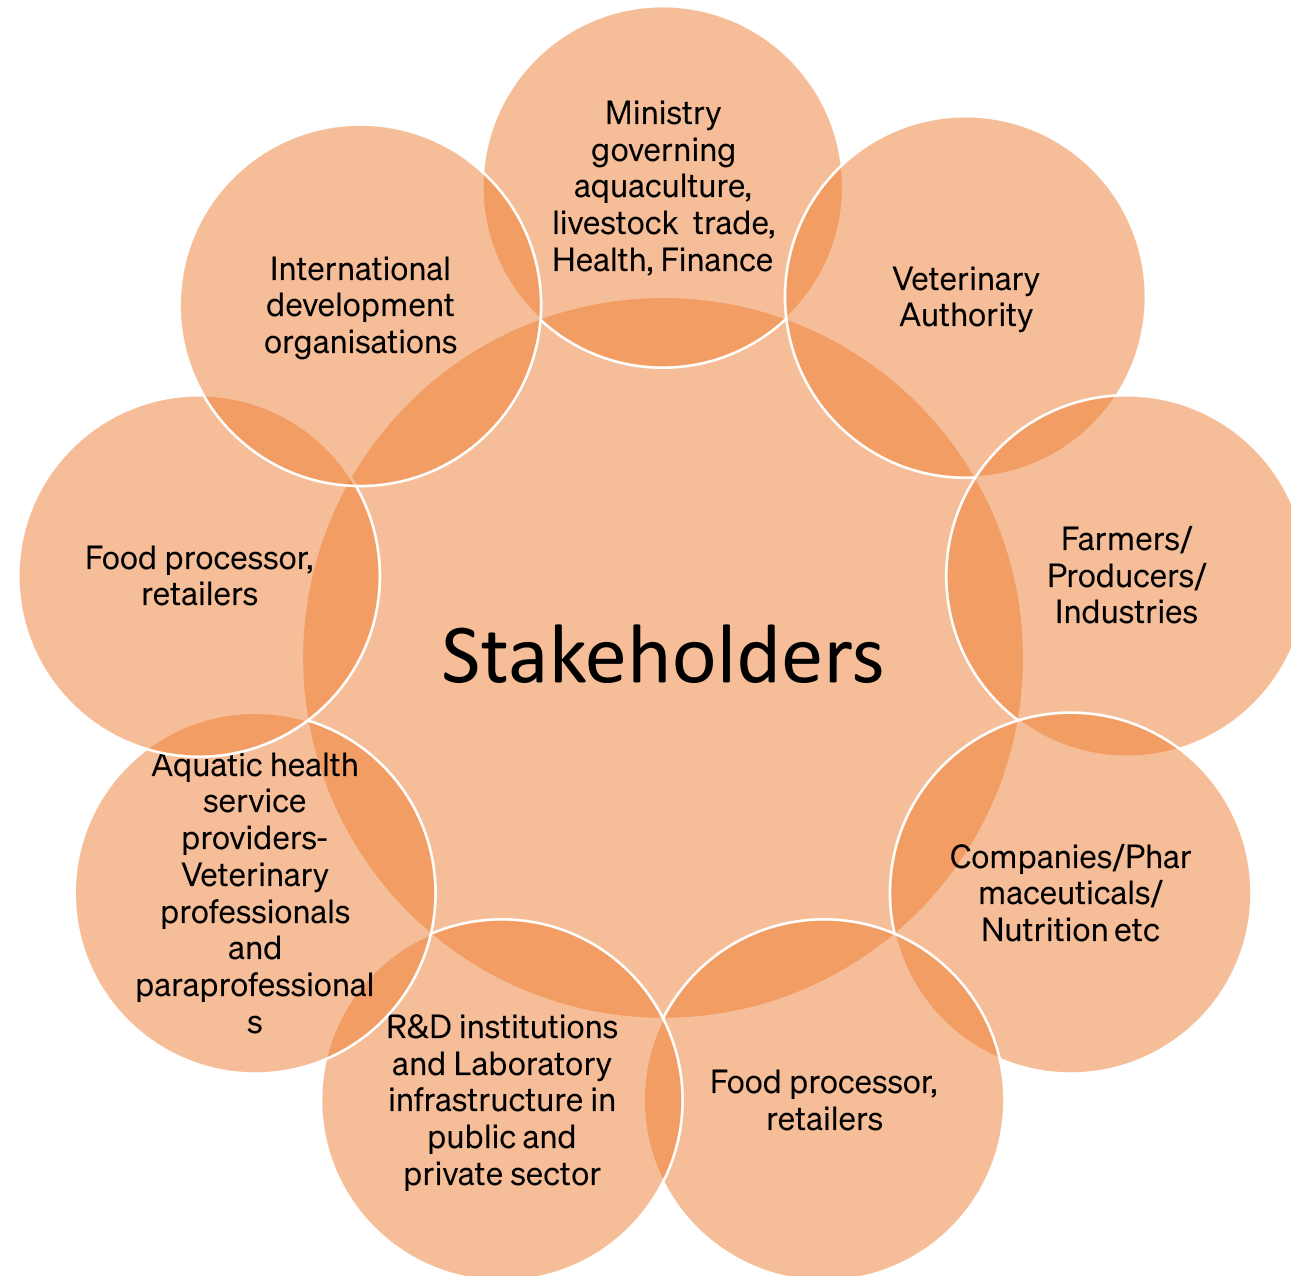 Ministry
governing
aquaculture,
livestock  trade,
Health, Finance
Veterinary
Authority
Farmers/
Producers/
Industries
Companies/Phar
maceuticals/
Nutrition etc
Food processor,
retailers
R&D institutions
and Laboratory
infrastructure in
public and
private sector
Aquatic health
service
providers-
Veterinary
professionals
and
paraprofessional
s
Food processor,
retailers
International
development
organisations
Stakeholders